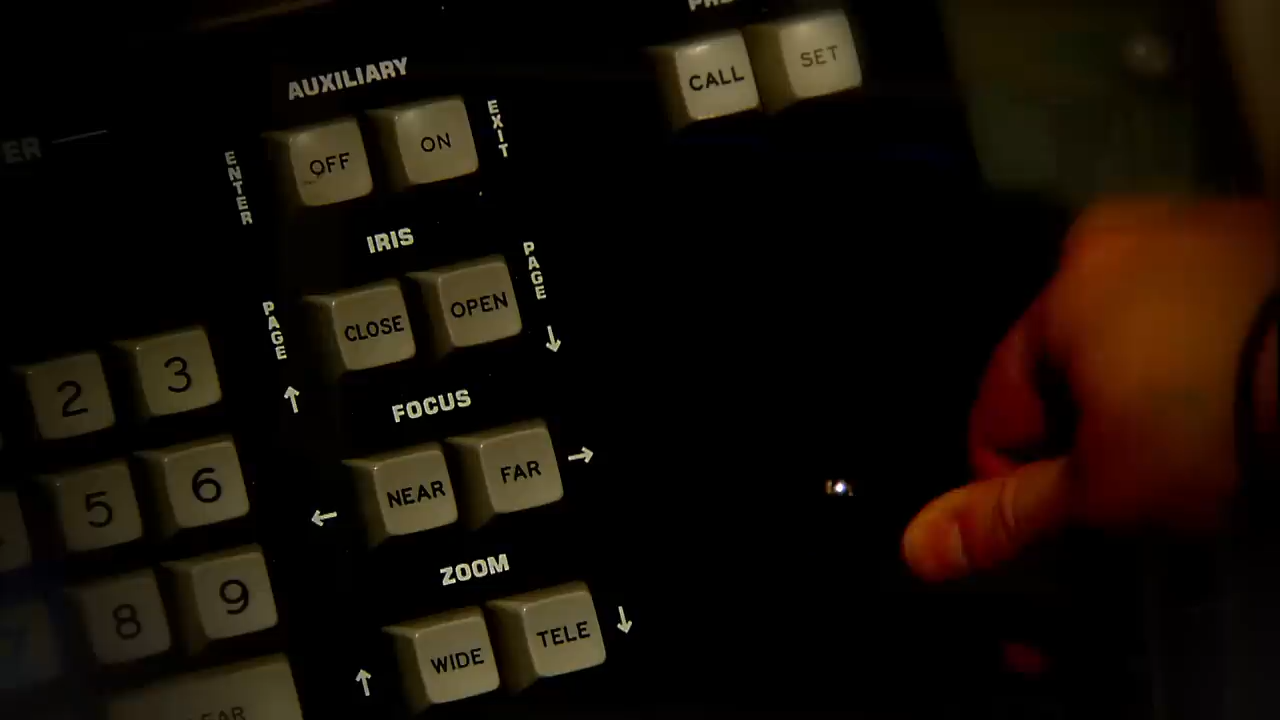 AUXILIARY
CALL
SET
ENTER
OFF
ON
EXIT
IRIS
PAGE
CLOSE
OPEN
PAGE
↑
↓
2
3
FOCUS
5
6
←
NEAR
FAR
→
ZOOM
8
9
↑
WIDE
TELE
↓